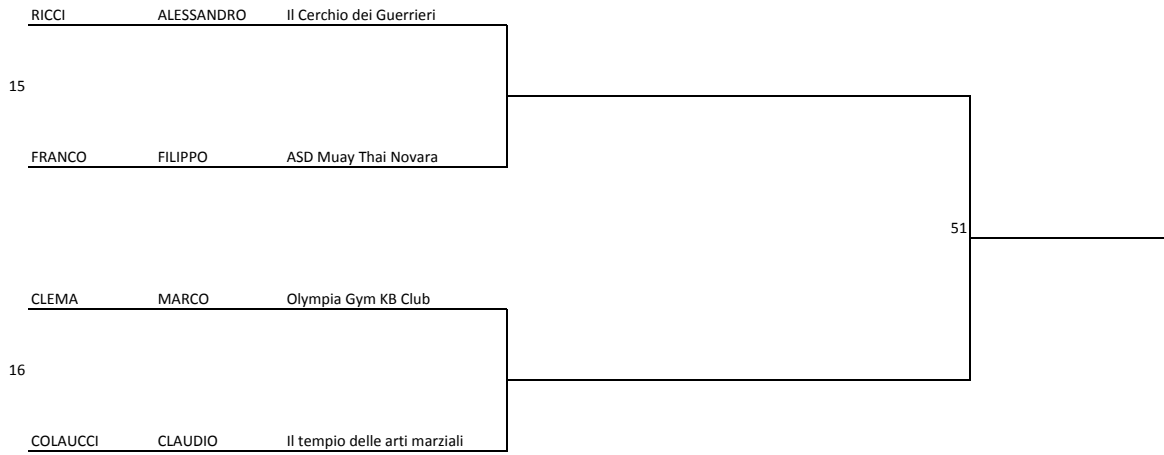 RICCI ALESSANDRO Il Cerchio dei Guerrieri
15
FRANCO FILIPPO ASD Muay Thai Novara
51
CLEMA MARCO Olympia Gym KB Club
16
COLAUCCI CLAUDIO Il tempio delle arti marziali